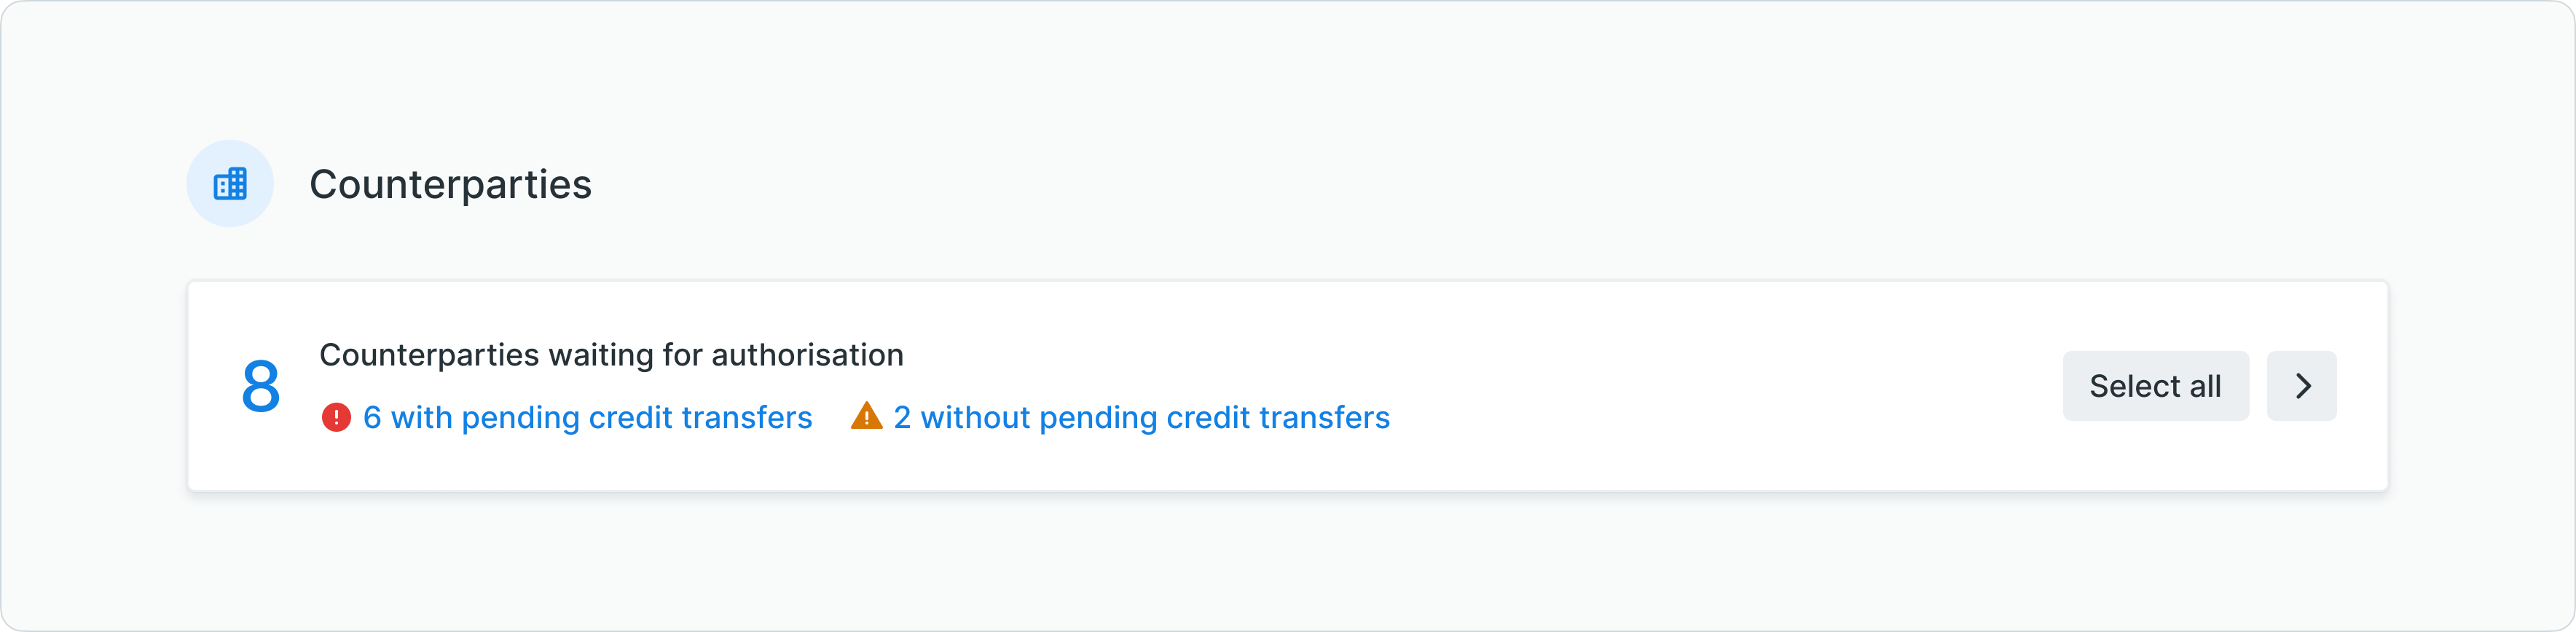 Counterparties
8
Counterparties waiting for authorisation
6 with pending credit transfers 2 without pending credit transfers
Select all